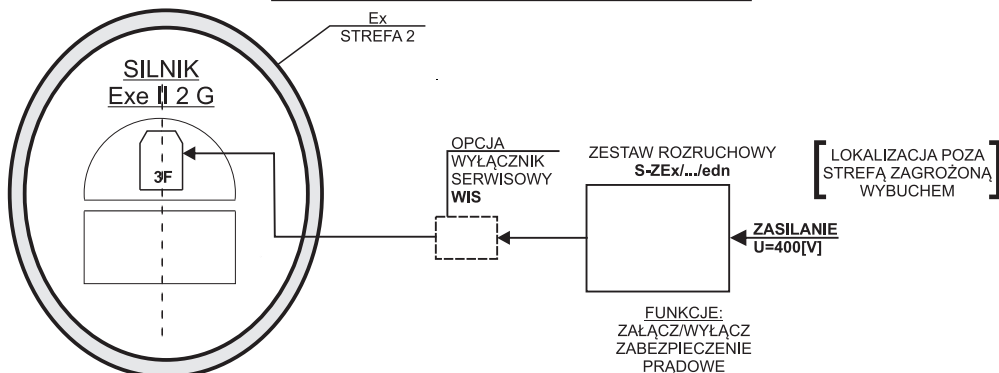 Ex
STREFA 2
SILNIK
Exe II 2 G
3F
OPCJA
WYŁĄCZNIK
SERWISOWY
WIS
ZESTAW ROZRUCHOWY
S-ZEx/.../edn
LOKALIZACJA POZA
STREFĄ ZAGROŻONĄ
WYBUCHEM
ZASILANIE
U=400[V]
FUNKCJE:
ZAŁĄCZ/WYŁĄCZ
ZABEZPIECZENIE
PRĄDOWE